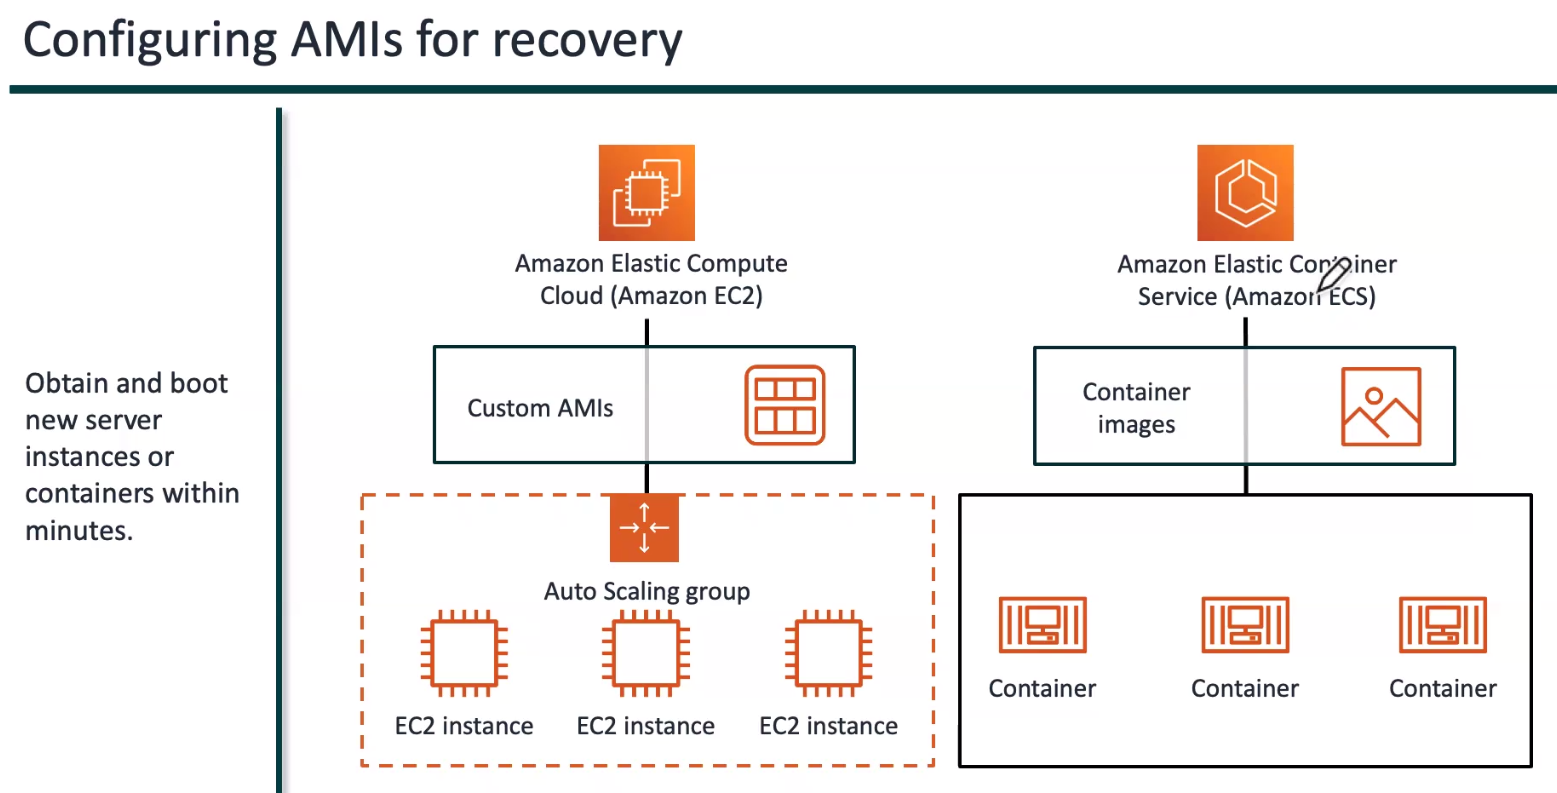 Configuring AMIs for recovery
Obtain and boot
new server
instances or
containers within
minutes.
Amazon Elastic Compute
Cloud (Amazon EC2)
Custom AMIs
Auto Scaling group
EC2 instance
EC2 instance
EC2 instance
Amazon Elastic Container
Service (Amazon ECS)
Container
images
Container
Container
Container